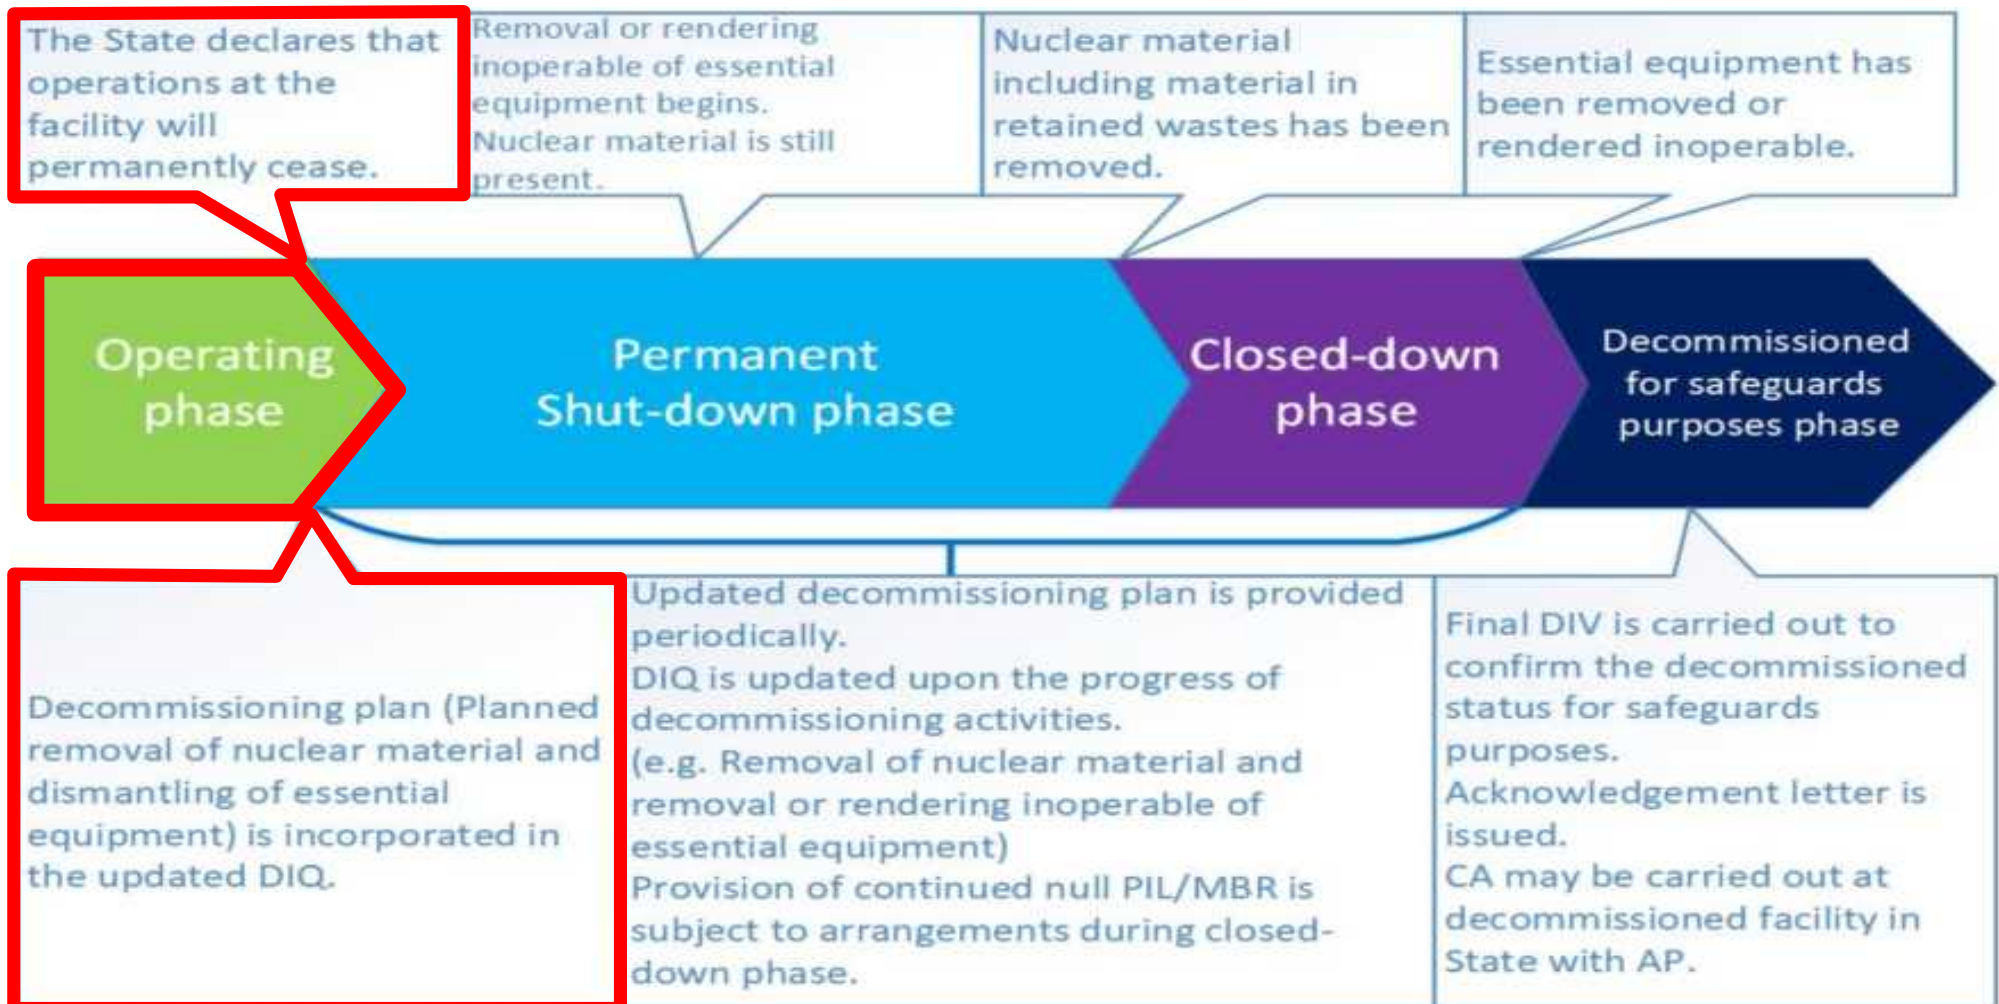 The State declares that
operations at the
facility will
permanently cease.
Removal or rendering
inoperable of essential
equipment begins.
Nuclear material is still
present.
Nuclear material
including material in
retained wastes has been
removed.
Essential equipment has
been removed or
rendered inoperable.
Operating
phase
Permanent
Shut-down phase
Closed-down
phase
Decommissioned
for safeguards
purposes phase
Decommissioning plan (Planned
removal of nuclear material and
dismantling of essential
equipment) is incorporated in
the updated DIQ.
Updated decommissioning plan is provided
periodically.
DIQ is updated upon the progress of
decommissioning activities.
(e.g. Removal of nuclear material and
removal or rendering inoperable of
essential equipment)
Provision of continued null PIL/MBR is
subject to arrangements during closed-
down phase.
Final DIV is carried out to
confirm the decommissioned
status for safeguards
purposes.
Acknowledgement letter is
issued.
CA may be carried out at
decommissioned facility in
State with AP.